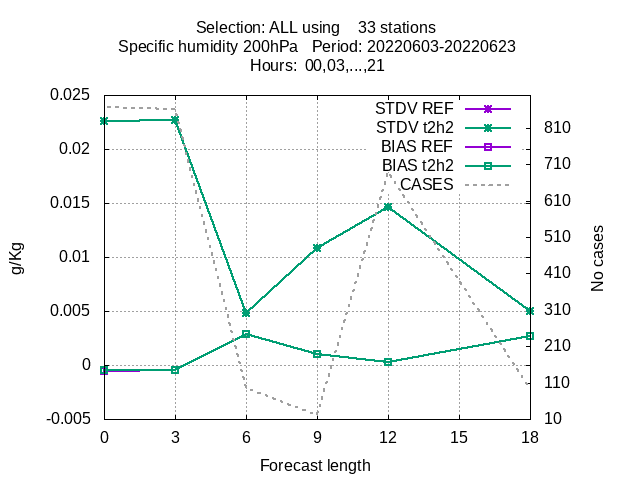 Selection: ALL using    33 stations
Specific humidity 200hPa   Period: 20220603-20220623
Hours:  00,03,...,21
0.025
0.02
0.015
0.01
0.005
0
-0.005
g/Kg
STDV REF
STDV t2h2
BIAS REF
BIAS t2h2
CASES
810
710
610
510
410
310
210
110
10
No cases
0 3 6 9 12 15 18
Forecast length